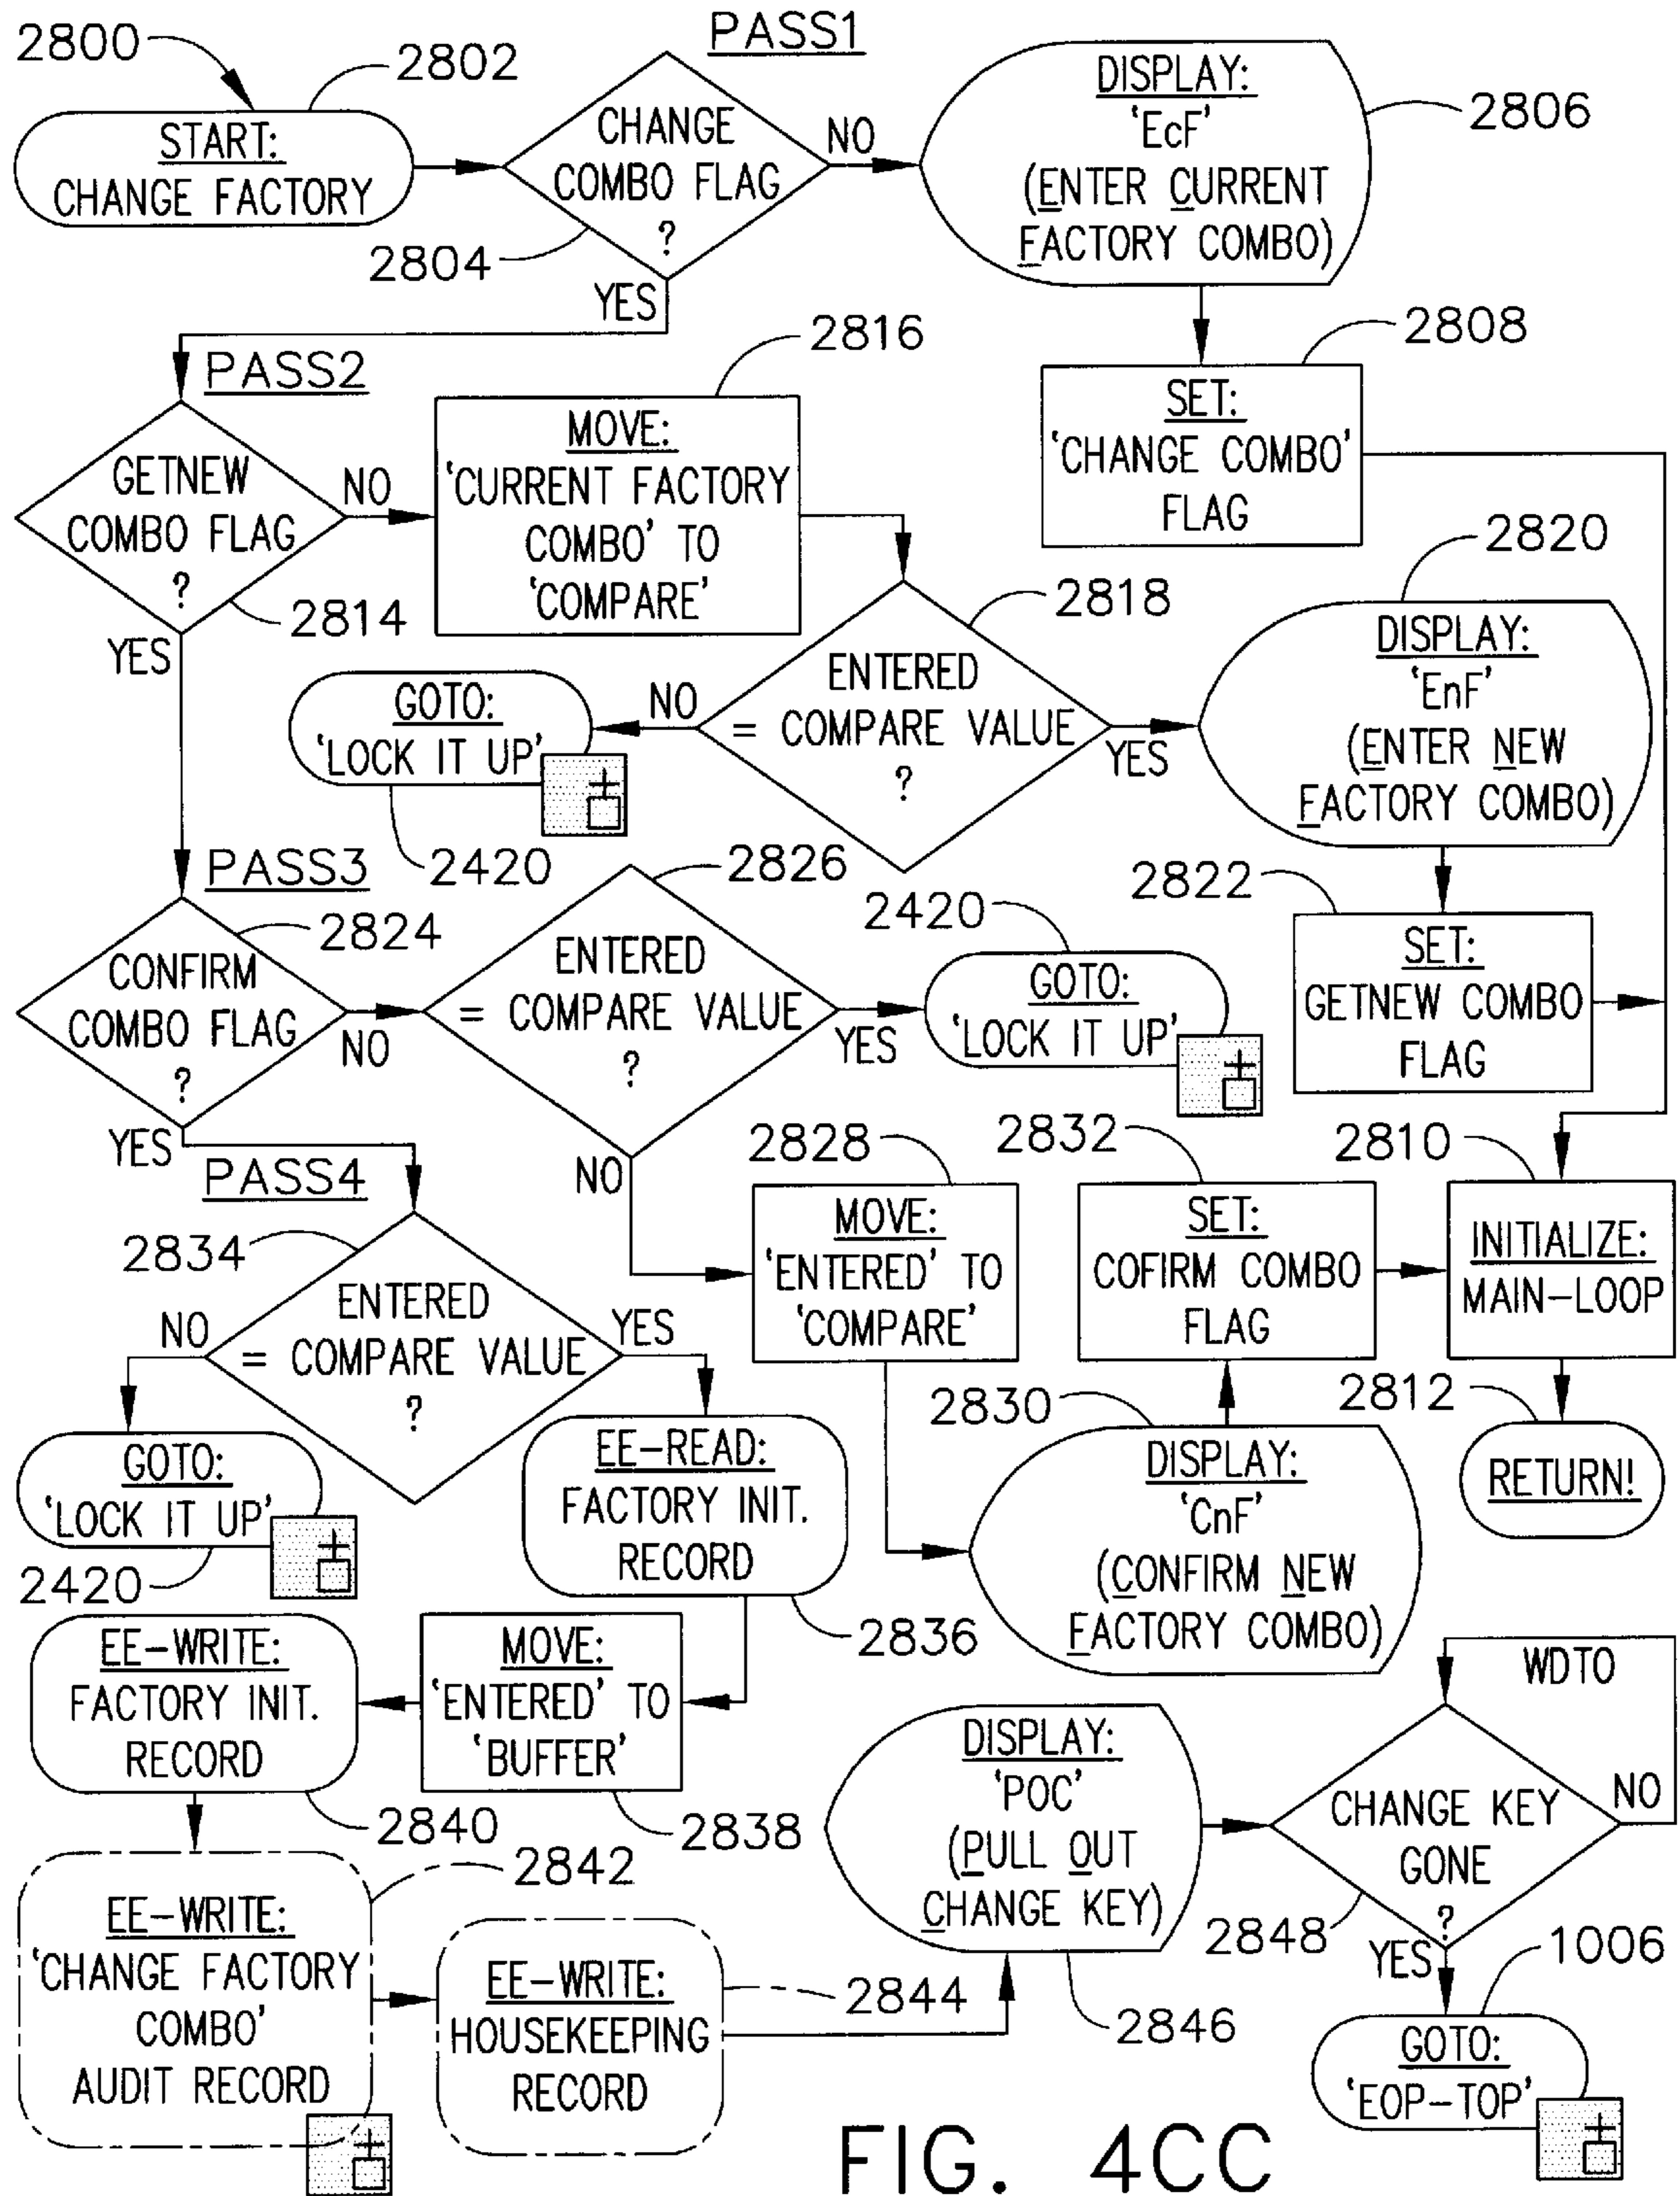 PASS1
2800
2802
START:
CHANGE FACTORY
CHANGE
COMBO FLAG
?
2804
NO
YES
DISPLAY:
'EcF'
(ENTER CURRENT
FACTORY COMBO)
2806
2808
SET:
'CHANGE COMBO'
FLAG
PASS2
GETNEW
COMBO FLAG
?
2814
NO
YES
2816
MOVE:
'CURRENT FACTORY
COMBO' TO
'COMPARE'
2818
ENTERED
= COMPARE VALUE
?
NO
YES
GOTO:
'LOCK IT UP'
2420
2820
DISPLAY:
'EnF'
(ENTER NEW
FACTORY COMBO)
2822
SET:
GETNEW COMBO
FLAG
PASS3
2824
CONFIRM
COMBO FLAG
?
NO
YES
2826
ENTERED
= COMPARE VALUE
?
YES
NO
2420
GOTO:
'LOCK IT UP'
2828
MOVE:
'ENTERED' TO
'COMPARE'
2832
SET:
COFIRM COMBO
FLAG
2810
INITIALIZE:
MAIN-LOOP
2812
RETURN!
2830
DISPLAY:
'CnF'
(CONFIRM NEW
FACTORY COMBO)
PASS4
2834
ENTERED
= COMPARE VALUE
?
NO
YES
GOTO:
'LOCK IT UP'
2420
EE-READ:
FACTORY INIT.
RECORD
2836
MOVE:
'ENTERED' TO
'BUFFER'
2838
EE-WRITE:
FACTORY INIT.
RECORD
2840
2842
EE-WRITE:
'CHANGE FACTORY
COMBO'
AUDIT RECORD
EE-WRITE:
HOUSEKEEPING
RECORD
2844
DISPLAY:
'POC'
(PULL OUT
CHANGE KEY)
2846
WDTO
CHANGE KEY
GONE
?
NO
2848
YES
1006
GOTO:
'EOP-TOP'
FIG. 4CC